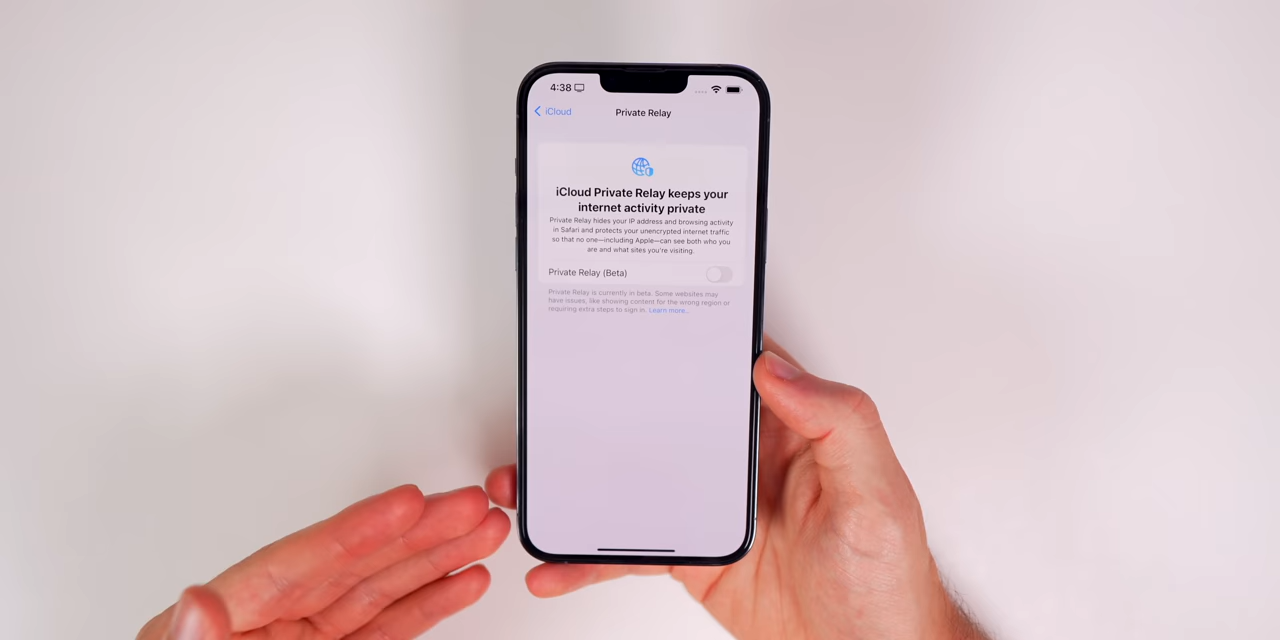 4:38
iCloud
Private Relay
iCloud Private Relay keeps your
internet activity private
Private Relay hides your IP address and browsing activity
in Safari and protects your unencrypted internet traffic
so that no one—including Apple—can see both who you
are and what sites you're visiting.
Private Relay (Beta)
Private Relay is currently in beta. Some websites may
have issues, like showing content for the wrong region or
requiring extra steps to sign in. Learn more...